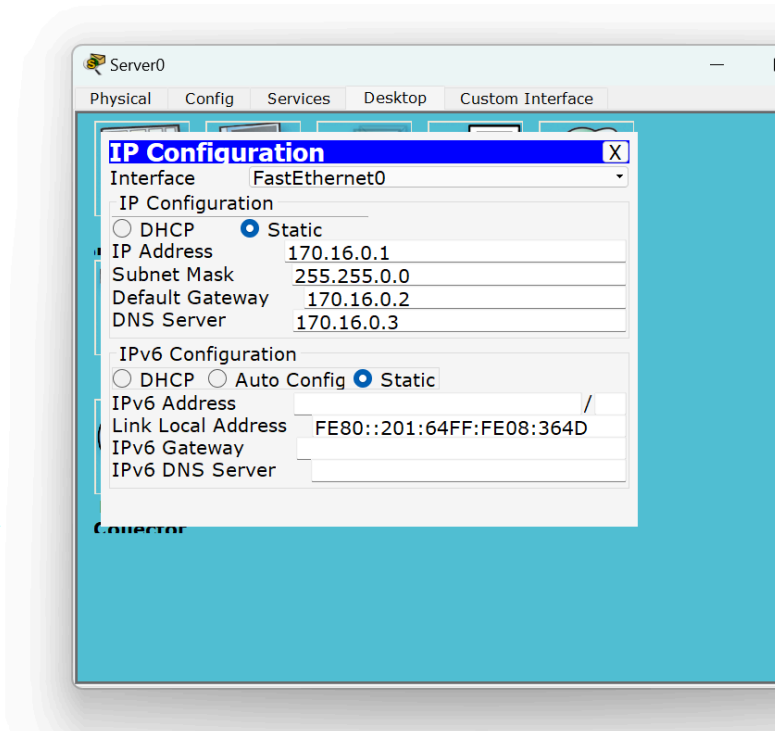 Server0
Physical Config Services Desktop Custom Interface
IP Configuration X
Interface FastEthernet0
IP Configuration
DHCP Static
IP Address 170.16.0.1
Subnet Mask 255.255.0.0
Default Gateway 170.16.0.2
DNS Server 170.16.0.3
IPv6 Configuration
DHCP Auto Config Static
IPv6 Address /
Link Local Address FE80::201:64FF:FE08:364D
IPv6 Gateway
IPv6 DNS Server
Collector